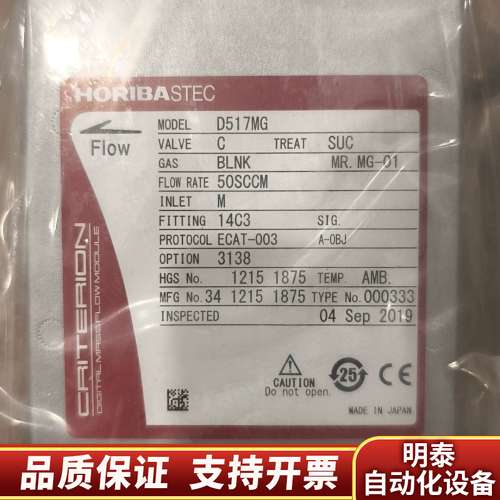 HORIBASTEC
Flow
MODEL D517MG
VALVE C TREAT SUC
GAS BLNK MR. MG-01
FLOW RATE 50SCCM
INLET M
FITTING 14C3 SIG.
PROTOCOL ECAT-003 A-OBJ
OPTION 3138
HGS No. 1215 1875 TEMP. AMB.
MFG No. 34 1215 1875 TYPE No. 000333
INSPECTED 04 Sep 2019
CRITERION
DIGITAL MASS FLOW MODULE
CAUTION
Do not open.
25
CE
MADE IN JAPAN
品质保证 支持开票
明泰
自动化设备